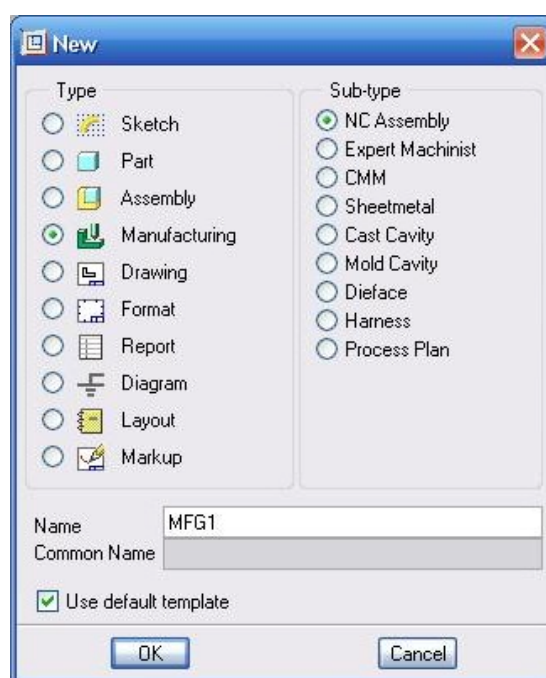 New
Type
Sketch
Part
Assembly
Manufacturing
Drawing
Format
Report
Diagram
Layout
Markup
Sub-type
NC Assembly
Expert Machinist
CMM
Sheetmetal
Cast Cavity
Mold Cavity
Dieface
Harness
Process Plan
Name MFG1
Common Name
Use default template
OK Cancel